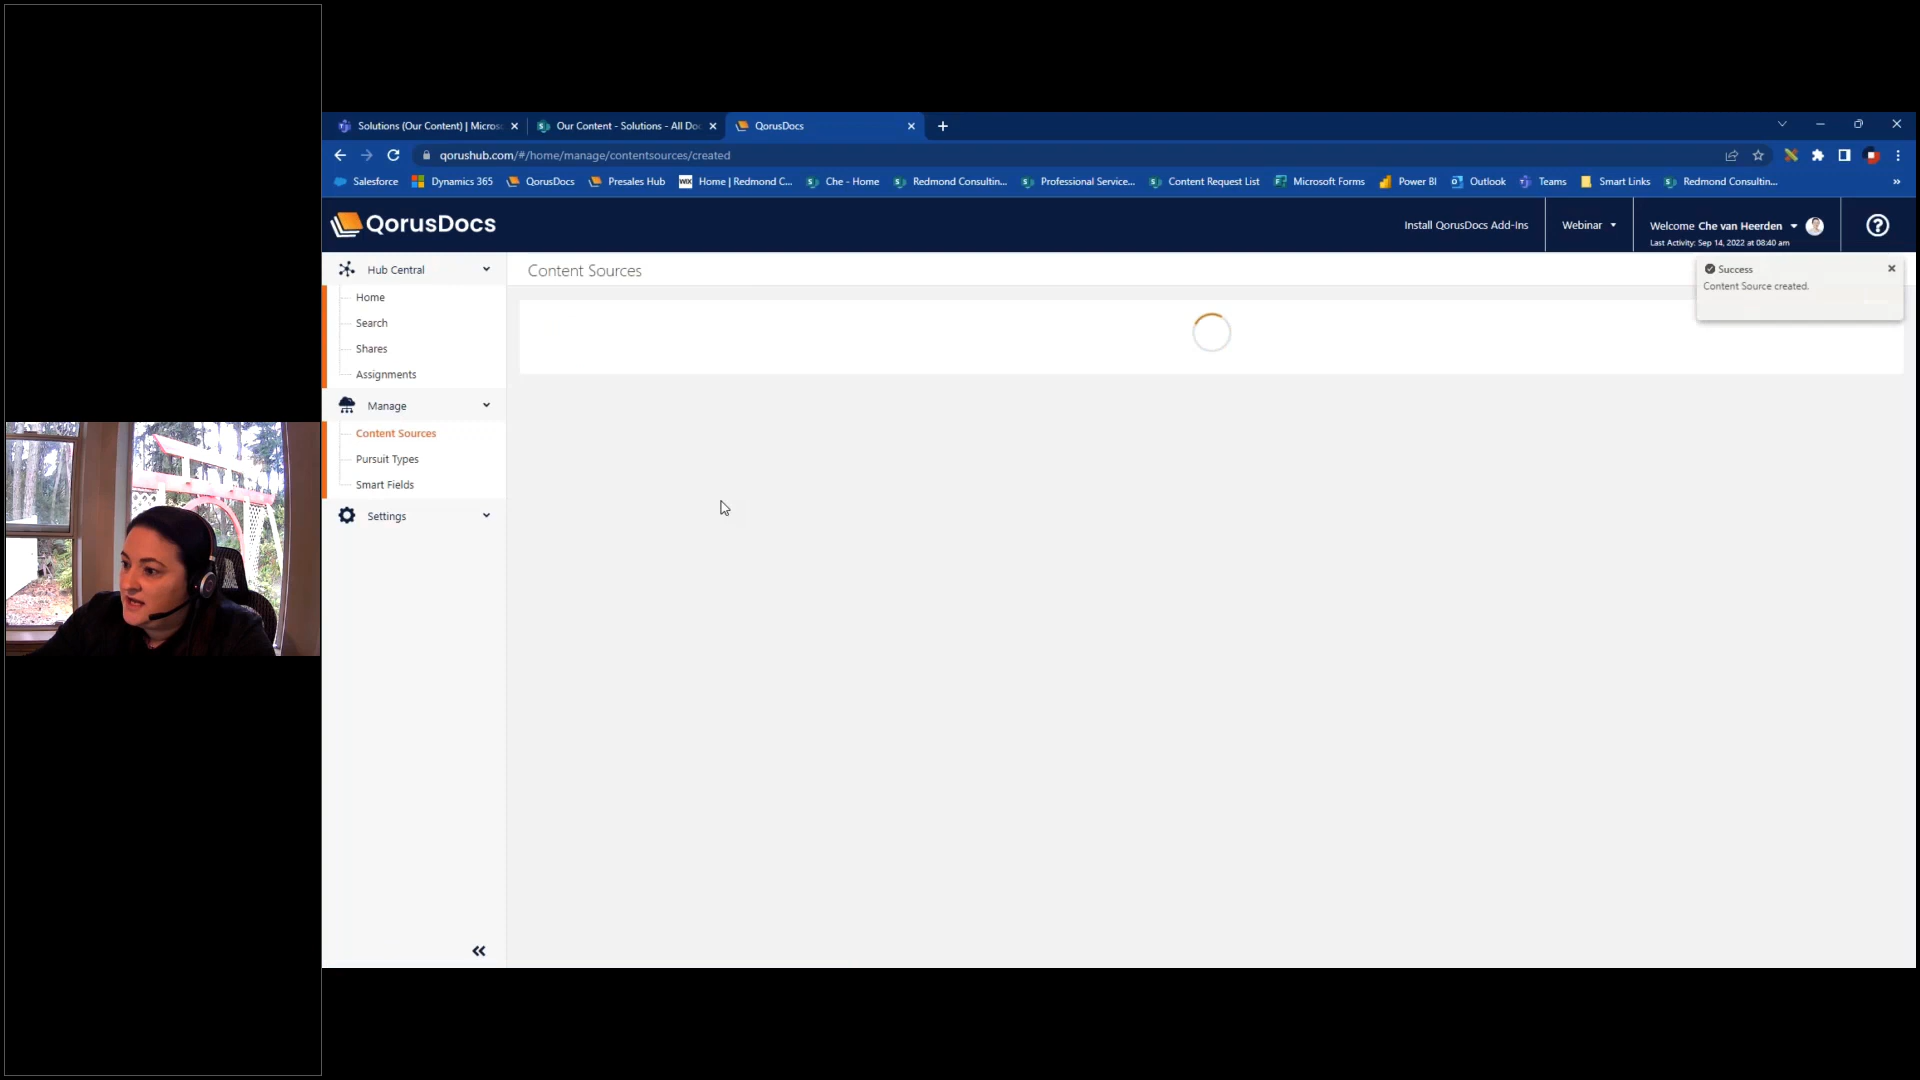 Solutions (Our Content) | Micros
Our Content - Solutions - All Doc
QorusDocs
qorushub.com/#/home/manage/contentsources/created
Salesforce
Dynamics 365
QorusDocs
Presales Hub
Home | Redmond C...
Che - Home
Redmond Consultin...
Professional Service...
Content Request List
Microsoft Forms
Power BI
Outlook
Teams
Smart Links
Redmond Consultin...
»
QorusDocs
Install QorusDocs Add-Ins
Webinar
Welcome Che van Heerden
Last Activity: Sep 14, 2022 at 08:40 am
Hub Central
Home
Search
Shares
Assignments
Manage
Content Sources
Pursuit Types
Smart Fields
Settings
Content Sources
Success
Content Source created.